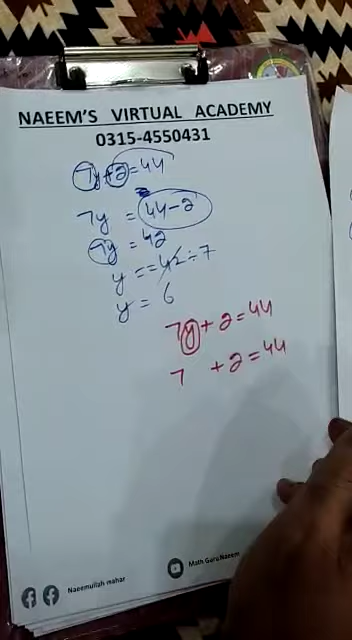 NAEEM'S VIRTUAL ACADEMY
0315-4550431
7y+2=44
7y = 44-2
7y = 42
y == 42÷7
y = 6
7y+2=44
7 +2=44
Naeemullah mahar
Math Guru Naeem